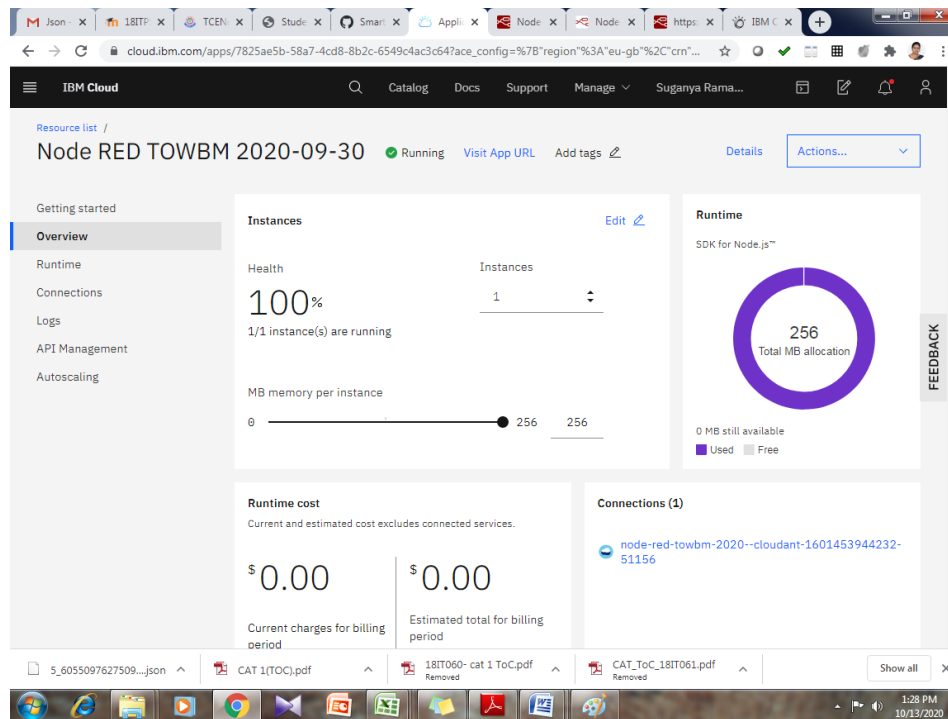 Json -
18ITP
TCEN
Stude
Smart
Applic
Node
Node
https:
IBM C
cloud.ibm.com/apps/7825ae5b-58a7-4cd8-8b2c-6549c4ac3c64?ace_config=%7B"region"%3A"eu-gb"%2C"crn"...
IBM Cloud
Catalog
Docs
Support
Manage
Suganya Rama...
Resource list /
Node RED TOWBM 2020-09-30
Running
Visit App URL
Add tags
Details
Actions...
Getting started
Overview
Runtime
Connections
Logs
API Management
Autoscaling
Instances
Edit
Health
100%
1/1 instance(s) are running
Instances
1
MB memory per instance
0
256
256
Runtime
SDK for Node.js™
256
Total MB allocation
0 MB still available
Used
Free
FEEDBACK
Runtime cost
Current and estimated cost excludes connected services.
$0.00
Current charges for billing
period
$0.00
Estimated total for billing
period
Connections (1)
node-red-towbm-2020--cloudant-1601453944232-
51156
5_6055097627509....json
CAT 1(TOC).pdf
18IT060- cat 1 ToC.pdf
Removed
CAT_ToC_18IT061.pdf
Removed
Show all
1:28 PM
10/13/2020